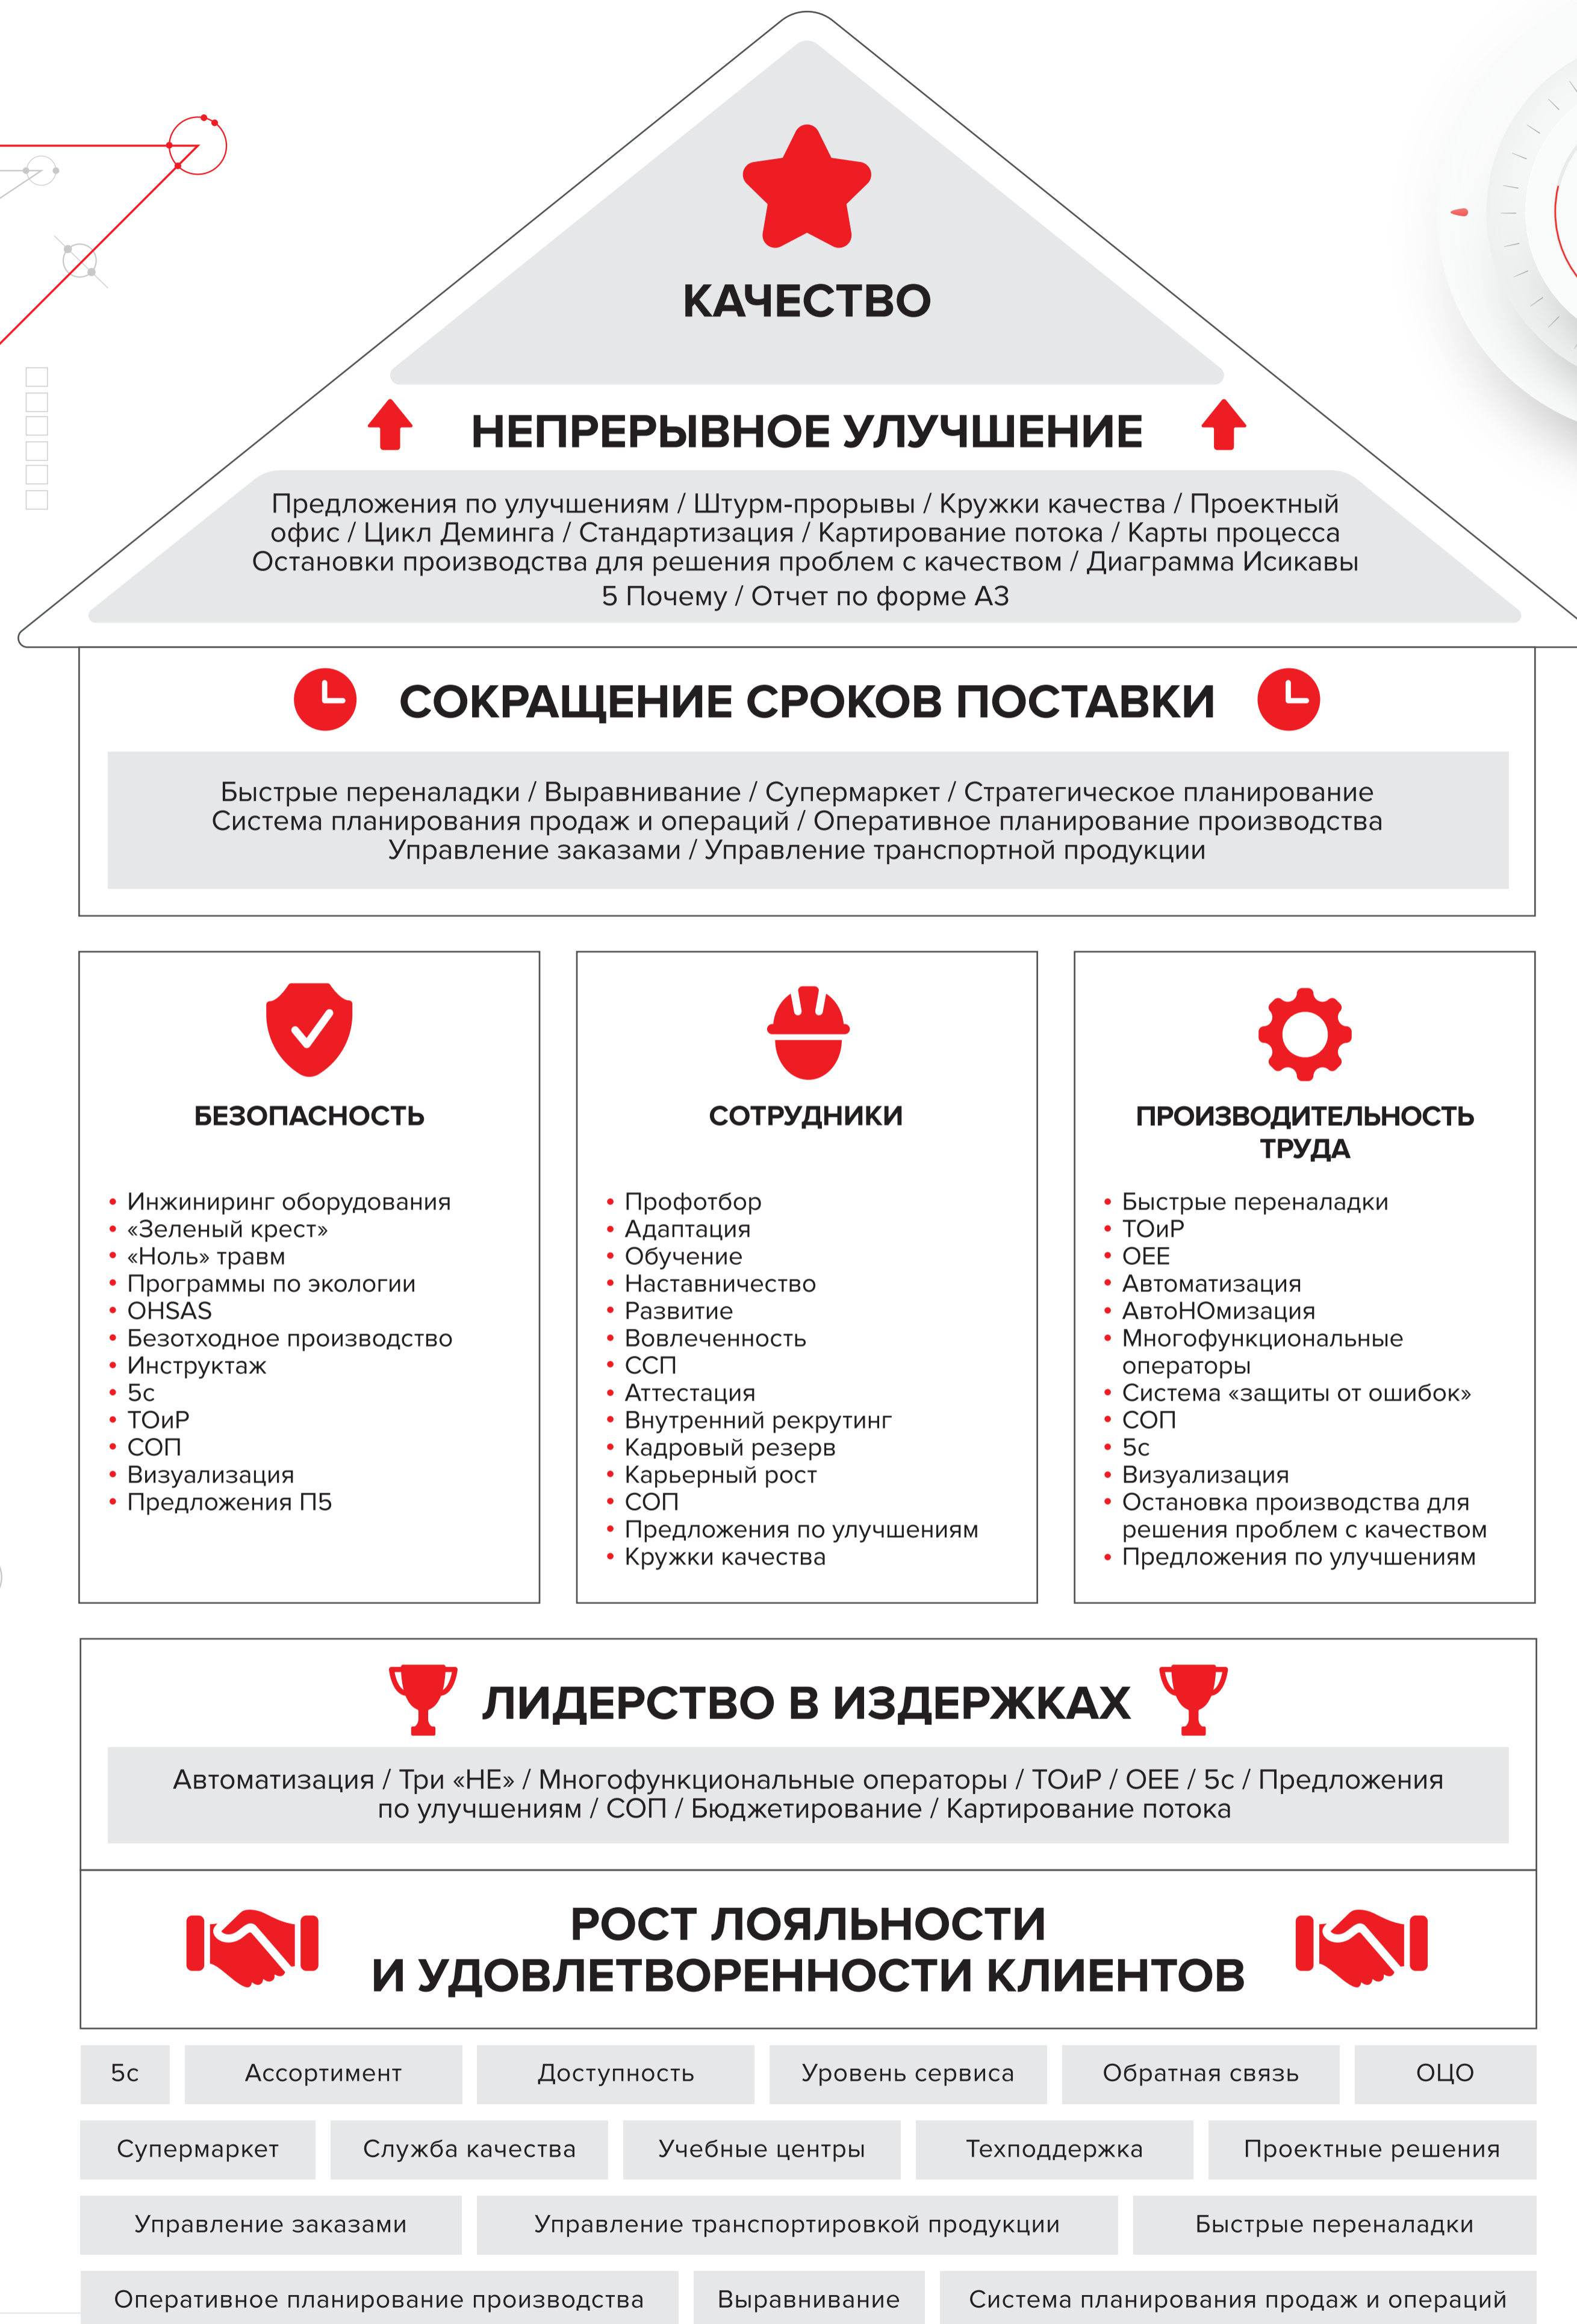 КАЧЕСТВО
НЕПРЕРЫВНОЕ УЛУЧШЕНИЕ
Предложения по улучшениям / Штурм-прорывы / Кружки качества / Проектный
офис / Цикл Деминга / Стандартизация / Картирование потока / Карты процесса
Остановки производства для решения проблем с качеством / Диаграмма Исикавы
5 Почему / Отчет по форме А3
СОКРАЩЕНИЕ СРОКОВ ПОСТАВКИ
Быстрые переналадки / Выравнивание / Супермаркет / Стратегическое планирование
Система планирования продаж и операций / Оперативное планирование производства
Управление заказами / Управление транспортной продукции
БЕЗОПАСНОСТЬ
• Инжиниринг оборудования
• «Зеленый крест»
• «Ноль» травм
• Программы по экологии
• OHSAS
• Безотходное производство
• Инструктаж
• 5с
• ТОиР
• СОП
• Визуализация
• Предложения П5
СОТРУДНИКИ
• Профотбор
• Адаптация
• Обучение
• Наставничество
• Развитие
• Вовлеченность
• ССП
• Аттестация
• Внутренний рекрутинг
• Кадровый резерв
• Карьерный рост
• СОП
• Предложения по улучшениям
• Кружки качества
ПРОИЗВОДИТЕЛЬНОСТЬ
ТРУДА
• Быстрые переналадки
• ТОиР
• OEE
• Автоматизация
• АвтоНОмизация
• Многофункциональные
операторы
• Система «защиты от ошибок»
• СОП
• 5с
• Визуализация
• Остановка производства для
решения проблем с качеством
• Предложения по улучшениям
ЛИДЕРСТВО В ИЗДЕРЖКАХ
Автоматизация / Три «НЕ» / Многофункциональные операторы / ТОиР / OEE / 5с / Предложения
по улучшениям / СОП / Бюджетирование / Картирование потока
РОСТ ЛОЯЛЬНОСТИ
И УДОВЛЕТВОРЕННОСТИ КЛИЕНТОВ
5с Ассортимент Доступность Уровень сервиса Обратная связь ОЦО
Супермаркет Служба качества Учебные центры Техподдержка Проектные решения
Управление заказами Управление транспортировкой продукции Быстрые переналадки
Оперативное планирование производства Выравнивание Система планирования продаж и операций